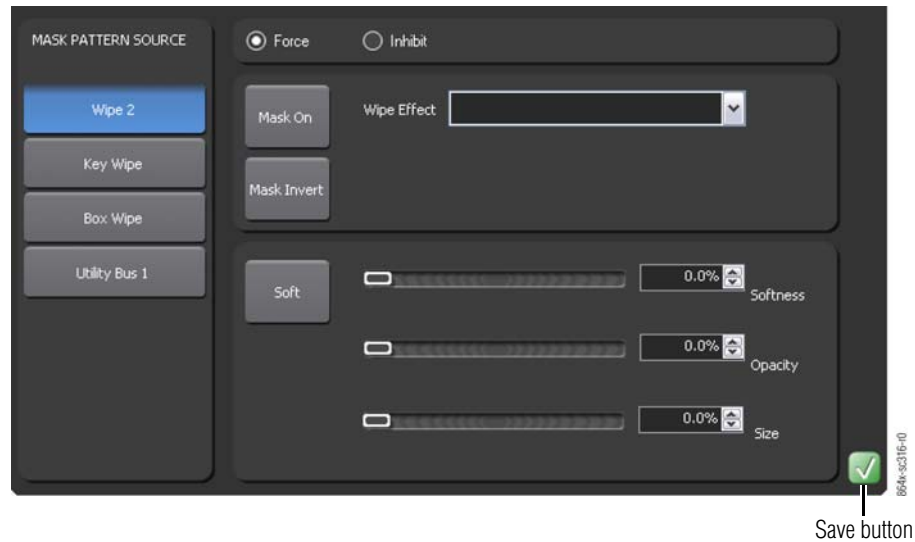 MASK PATTERN SOURCE
Force
Inhibit
Wipe 2
Key Wipe
Box Wipe
Utility Bus 1
Mask On
Wipe Effect
Mask Invert
Soft
0.0%
Softness
0.0%
Opacity
0.0%
Size
864x-sc316-r0
Save button